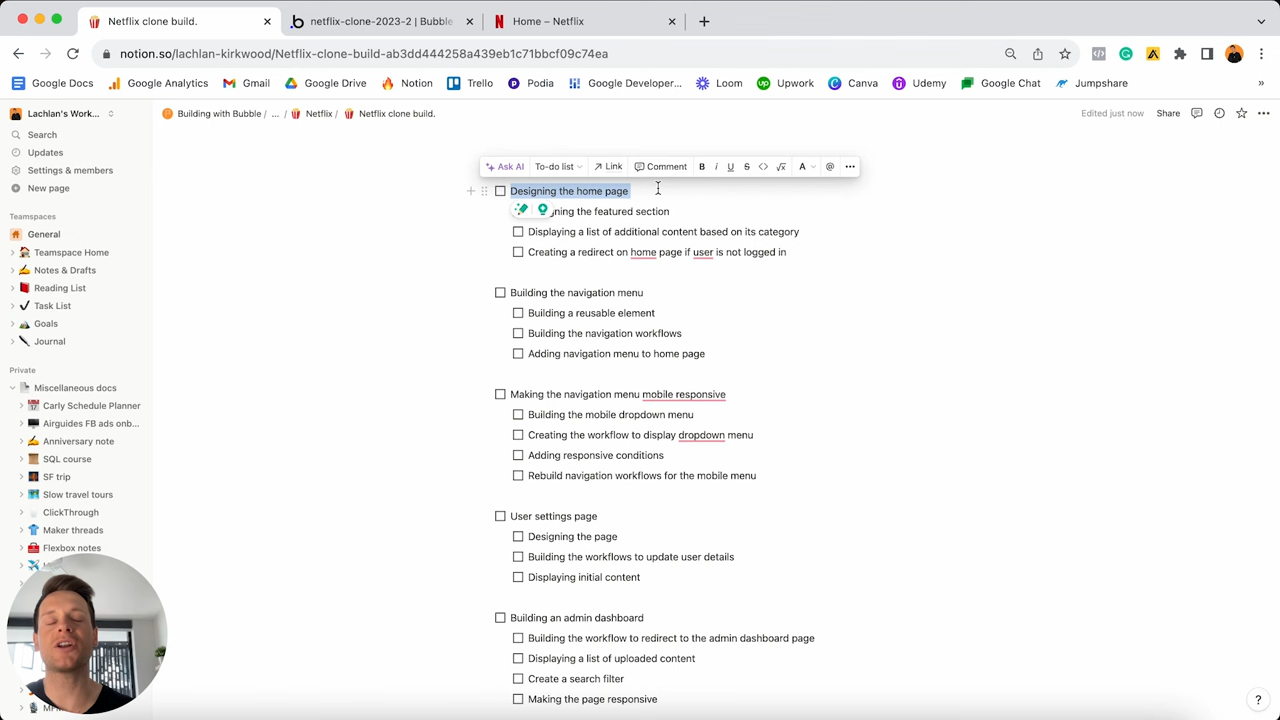 Netflix clone build.
netflix-clone-2023-2 | Bubble
Home – Netflix
notion.so/lachlan-kirkwood/Netflix-clone-build-ab3dd444258a439eb1c71bbcf09c74ea
Google Docs
Google Analytics
Gmail
Google Drive
Notion
Trello
Podia
Google Developer...
Loom
Upwork
Canva
Udemy
Google Chat
Jumpshare
»
Lachlan's Work...
Building with Bubble / ... / Netflix / Netflix clone build.
Edited just now
Share
Search
Updates
Settings & members
New page
Teamspaces
General
Teamspace Home
Notes & Drafts
Reading List
Task List
Goals
Journal
Private
Miscellaneous docs
Carly Schedule Planner
Airguides FB ads onb...
Anniversary note
SQL course
SF trip
Slow travel tours
ClickThrough
Maker threads
Flexbox notes
Ask AI To-do list Link Comment B i U S <> √x A @ •••
Designing the home page
ning the featured section
Displaying a list of additional content based on its category
Creating a redirect on home page if user is not logged in
Building the navigation menu
Building a reusable element
Building the navigation workflows
Adding navigation menu to home page
Making the navigation menu mobile responsive
Building the mobile dropdown menu
Creating the workflow to display dropdown menu
Adding responsive conditions
Rebuild navigation workflows for the mobile menu
User settings page
Designing the page
Building the workflows to update user details
Displaying initial content
Building an admin dashboard
Building the workflow to redirect to the admin dashboard page
Displaying a list of uploaded content
Create a search filter
Making the page responsive
?